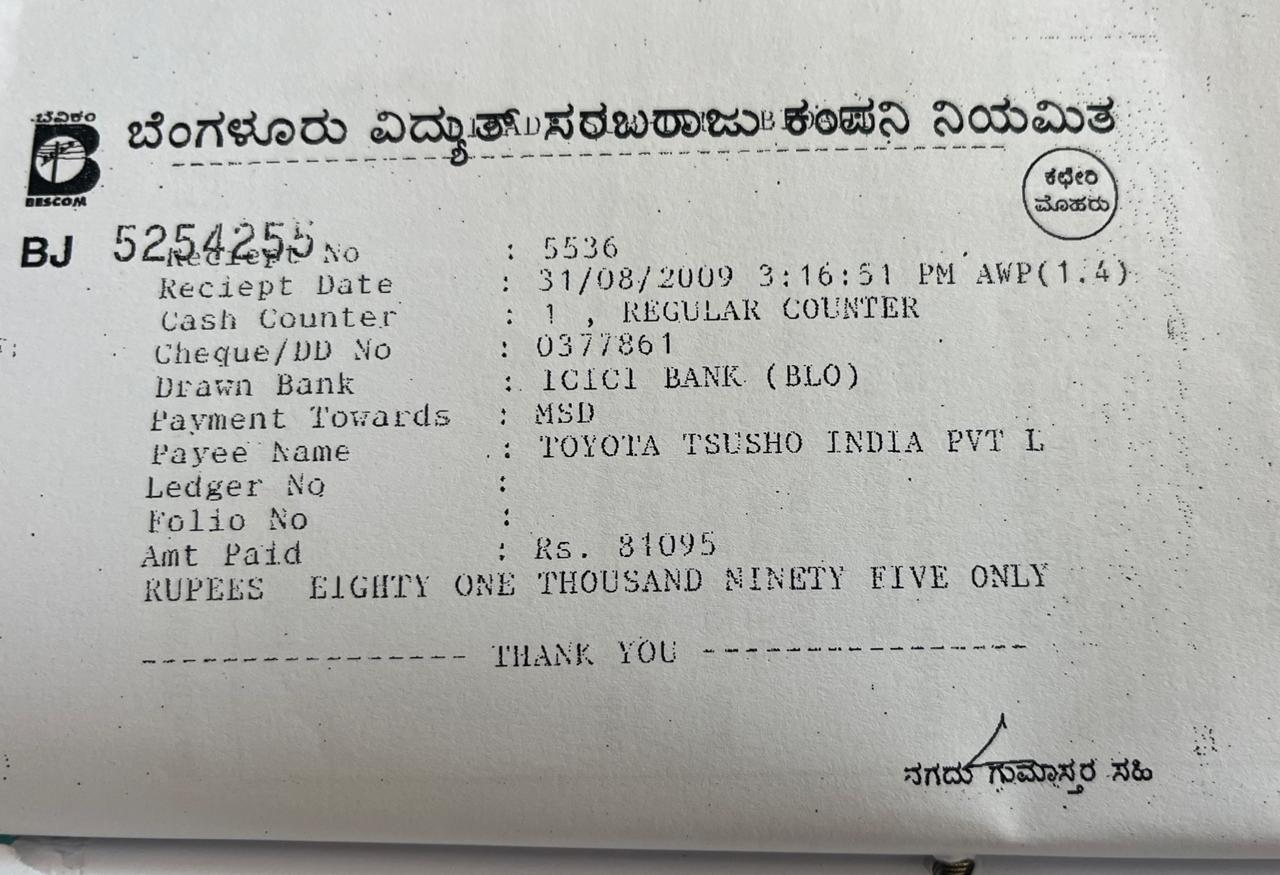 ಬೆವಿಕಂ
BESCOM
ಬೆಂಗಳೂರು ವಿದ್ಯುತ್ ಸರಬರಾಜು ಕಂಪನಿ ನಿಯಮಿತ
ಕಛೇರಿ
ಮೊಹರು
BJ 5254255
Reciept No : 5536
Reciept Date : 31/08/2009 3:16:51 PM AWP(1.4)
Cash Counter : 1 , REGULAR COUNTER
Cheque/DD No : 0377861
Drawn Bank : ICICI BANK (BLO)
Payment Towards : MSD
Payee Name : TOYOTA TSUSHO INDIA PVT L
Ledger No :
Folio No :
Amt Paid : Rs. 81095
RUPEES EIGHTY ONE THOUSAND NINETY FIVE ONLY
---------------- THANK YOU ----------------
ನಗದು ಗುಮಾಸ್ತರ ಸಹಿ